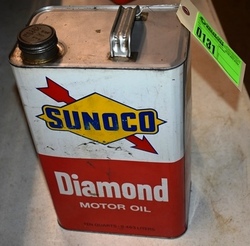 0131
SUNOCO
Diamond
MOTOR OIL